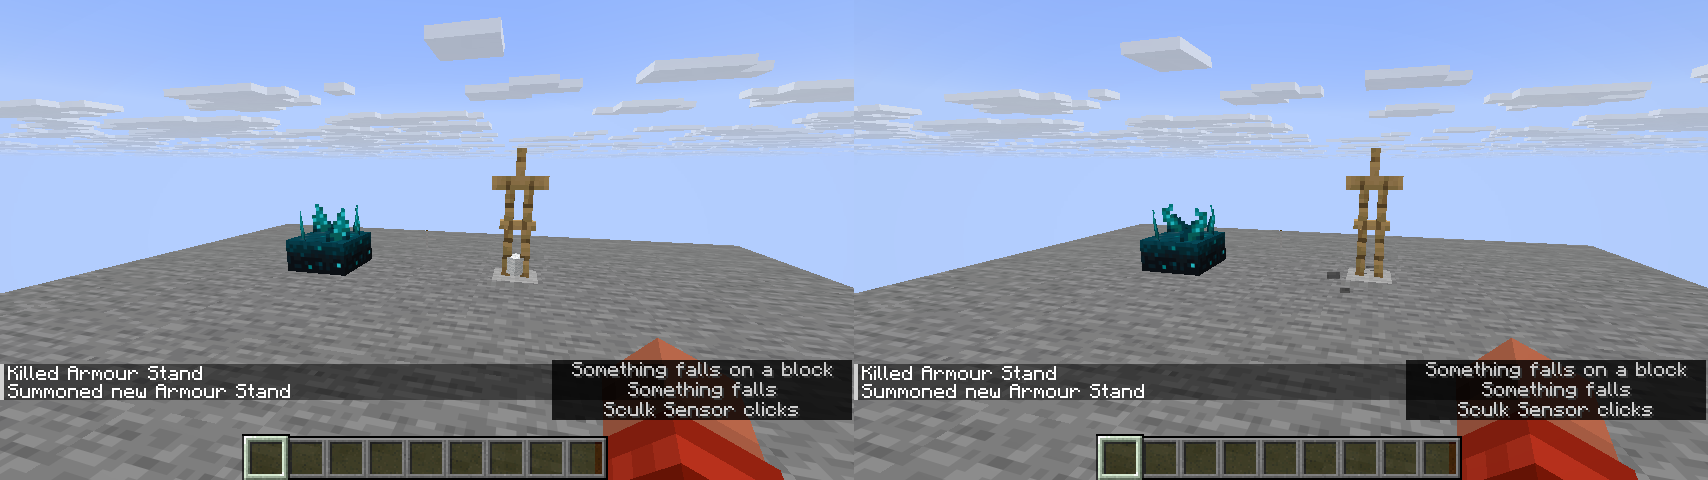 Killed Armour Stand
Summoned new Armour Stand
Something falls on a block
Something falls
Sculk Sensor clicks
Killed Armour Stand
Summoned new Armour Stand
Something falls on a block
Something falls
Sculk Sensor clicks